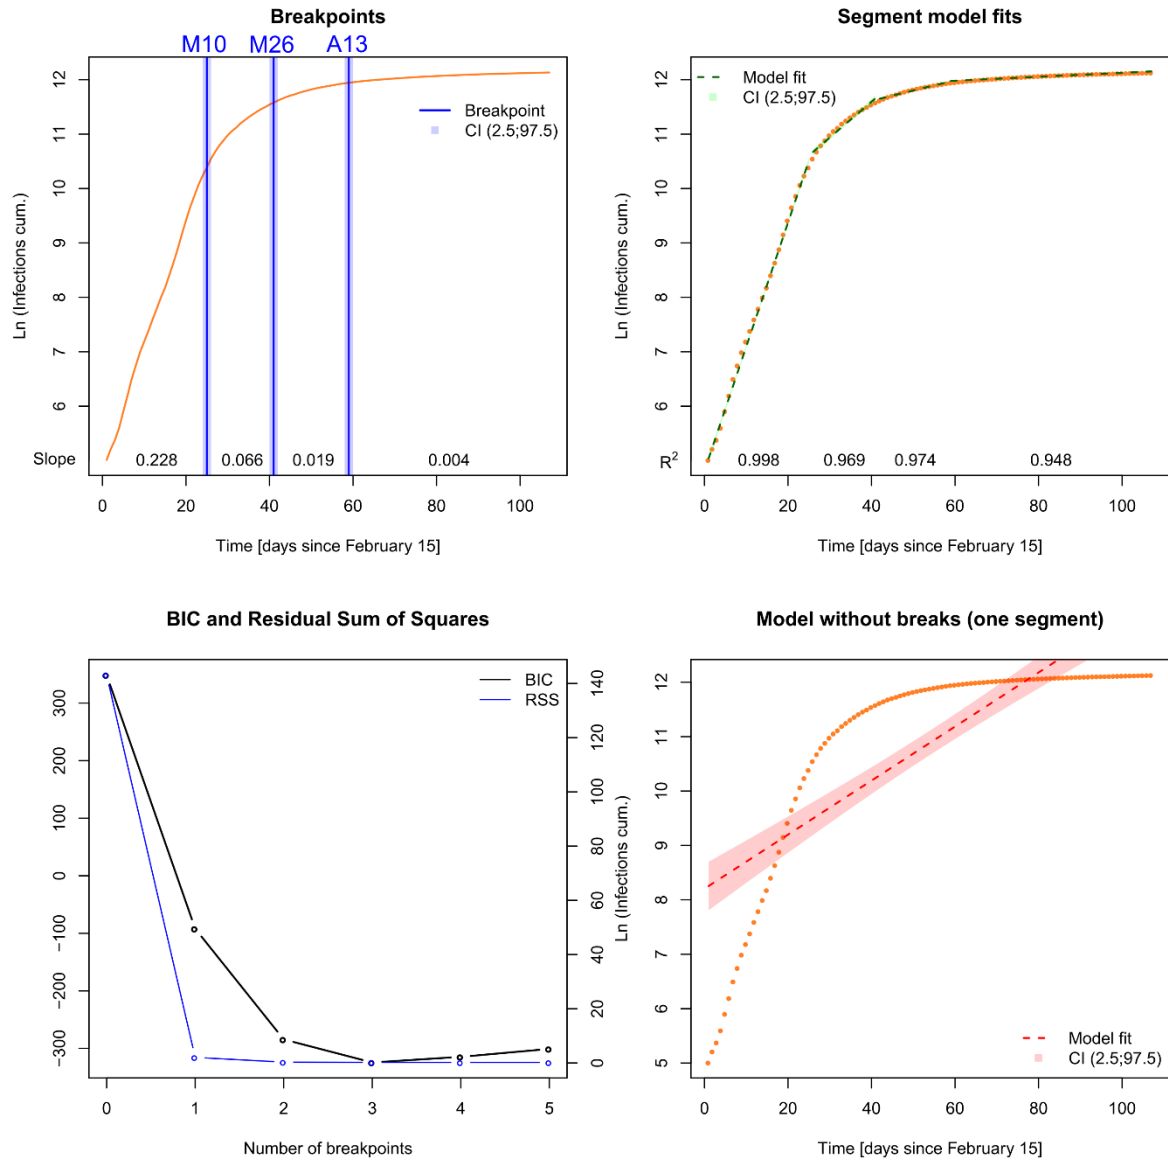 Breakpoints
M10 M26 A13
12
11
10
9
8
7
6
Ln (Infections cum.)
Breakpoint
CI (2.5;97.5)
Slope 0.228 0.066 0.019 0.004
0 20 40 60 80 100
Time [days since February 15]
Segment model fits
12
11
10
9
8
7
6
Ln (Infections cum.)
Model fit
CI (2.5;97.5)
R² 0.998 0.969 0.974 0.948
0 20 40 60 80 100
Time [days since February 15]
BIC and Residual Sum of Squares
300
200
100
0
−100
−200
−300
BIC
RSS
140
120
100
80
60
40
20
0
0 1 2 3 4 5
Number of breakpoints
Model without breaks (one segment)
12
11
10
9
8
7
6
5
Ln (Infections cum.)
Model fit
CI (2.5;97.5)
0 20 40 60 80 100
Time [days since February 15]